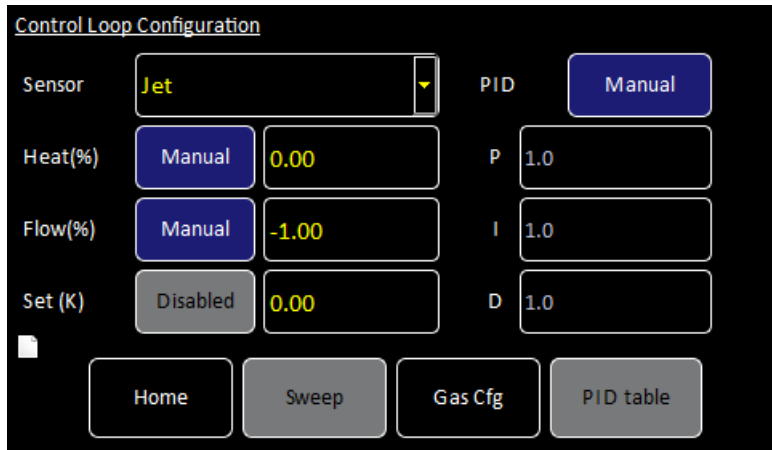 Control Loop Configuration
Sensor Jet PID Manual
Heat(%) Manual 0.00 P 1.0
Flow(%) Manual -1.00 I 1.0
Set (K) Disabled 0.00 D 1.0
Home Sweep Gas Cfg PID table